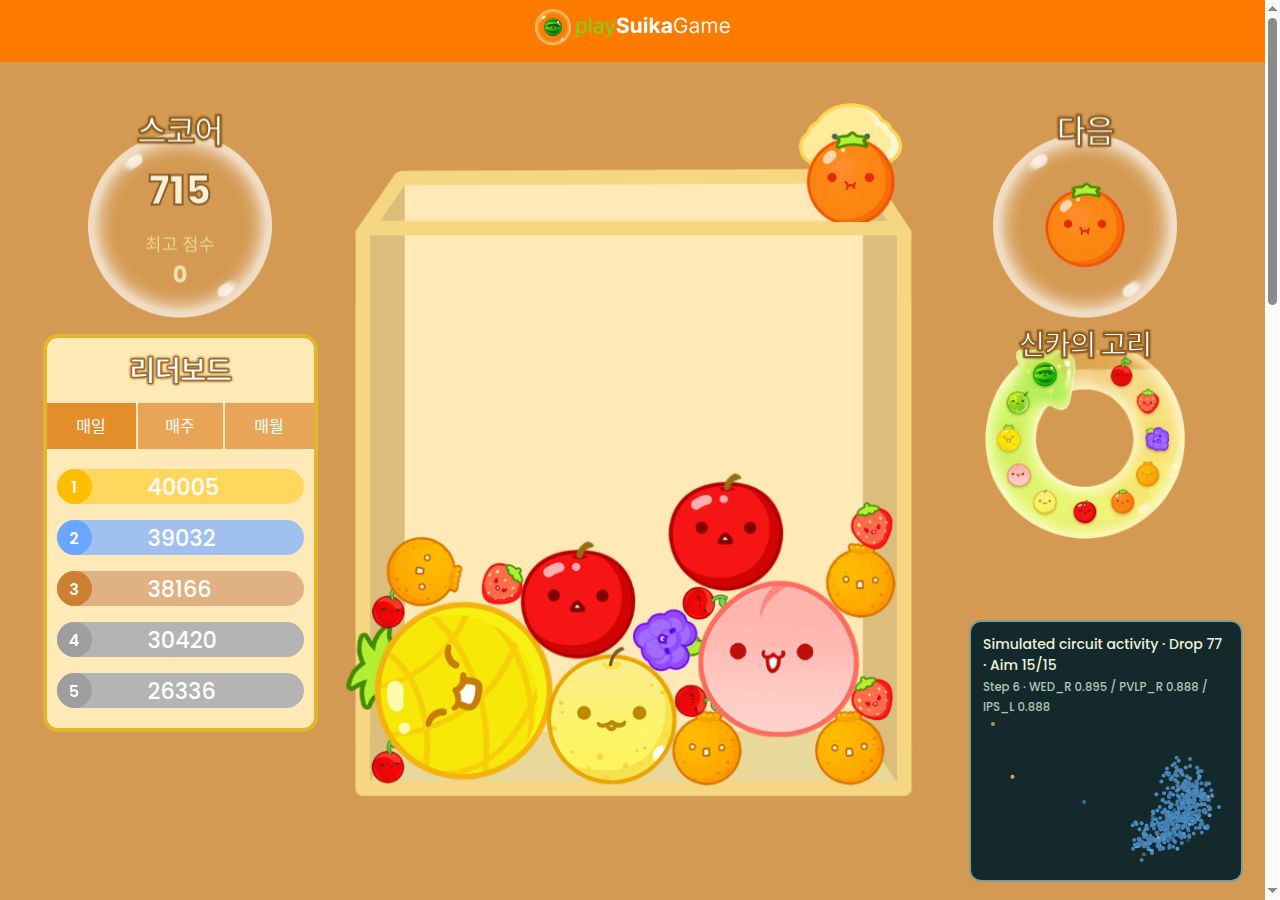 playSuikaGame
스코어
715
최고 점수
0
다음
리더보드
매일 매주 매월
1 40005
2 39032
3 38166
4 30420
5 26336
신카의 고리
Simulated circuit activity · Drop 77
· Aim 15/15
Step 6 · WED_R 0.895 / PVLP_R 0.888 /
IPS_L 0.888